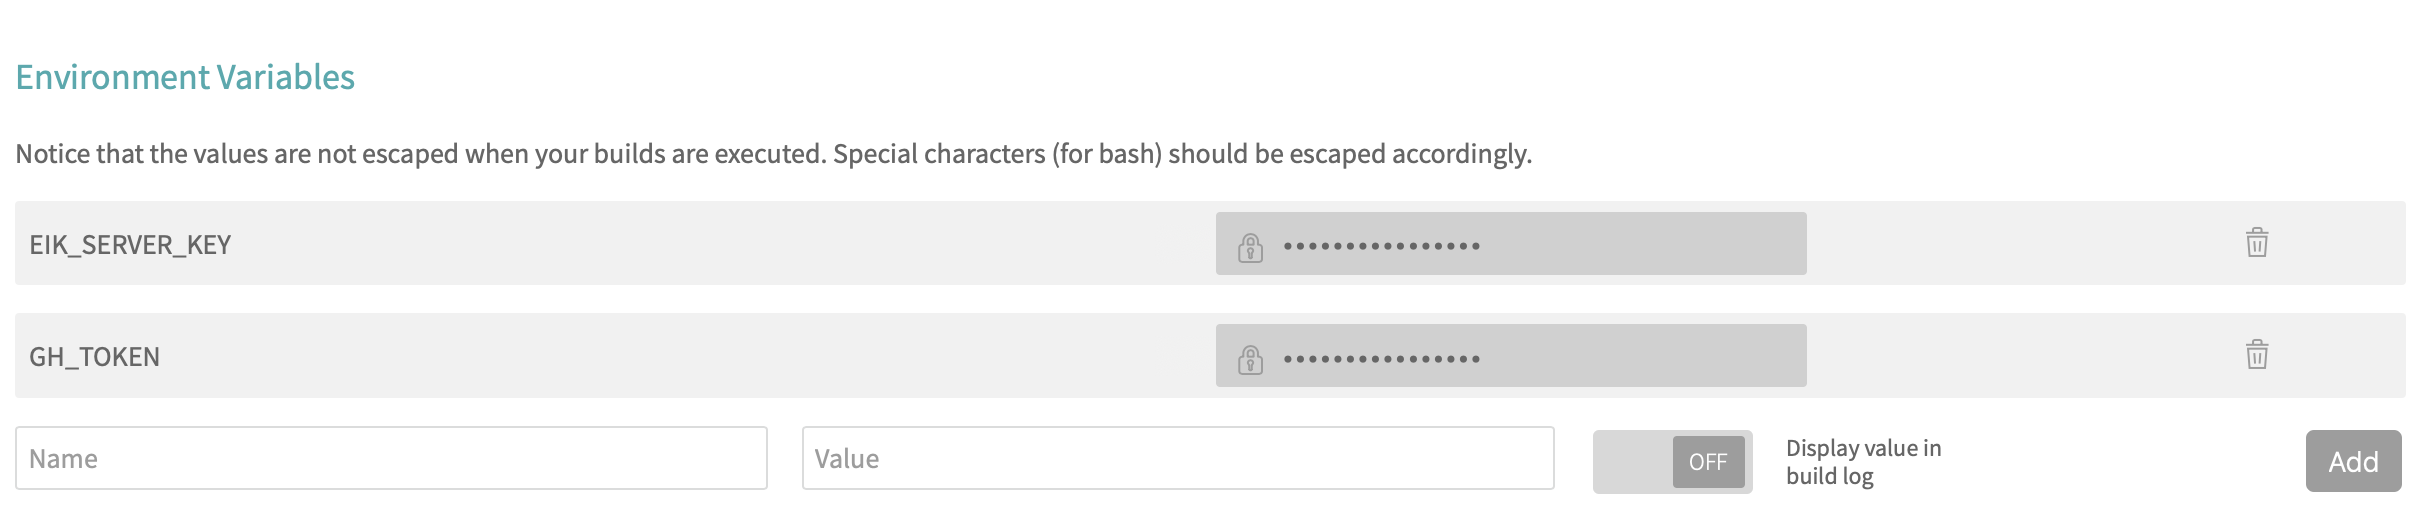 Environment Variables
Notice that the values are not escaped when your builds are executed. Special characters (for bash) should be escaped accordingly.
EIK_SERVER_KEY •••••••••••••••• 
GH_TOKEN ••••••••••••••••
Name Value OFF Display value in
build log
Add